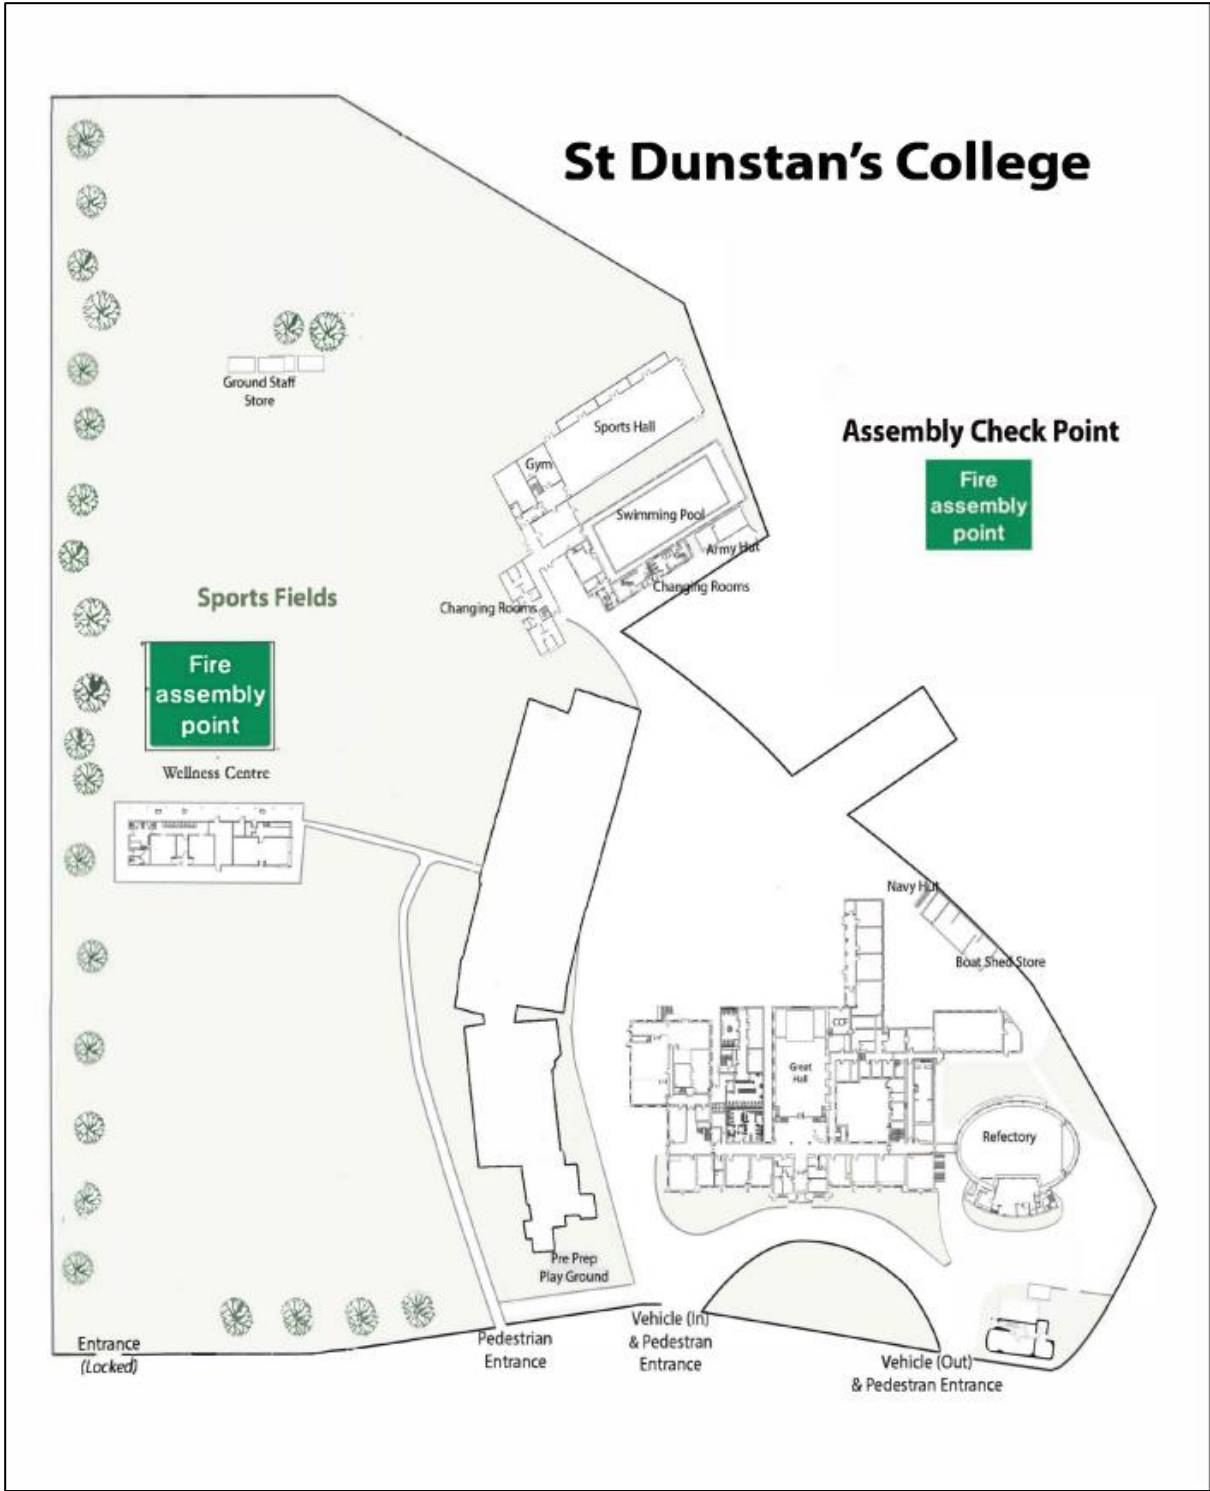 St Dunstan's College
Ground Staff
Store
Sports Hall
Gym
Assembly Check Point
Fire
assembly
point
Swimming Pool
Army Hut
Changing Rooms
Changing Rooms
Sports Fields
Fire
assembly
point
Wellness Centre
Navy Hut
Boat Shed Store
CCF
Great
Hall
Refectory
Pre Prep
Play Ground
Entrance
(Locked)
Pedestrian
Entrance
Vehicle (In)
& Pedestran
Entrance
Vehicle (Out)
& Pedestran Entrance